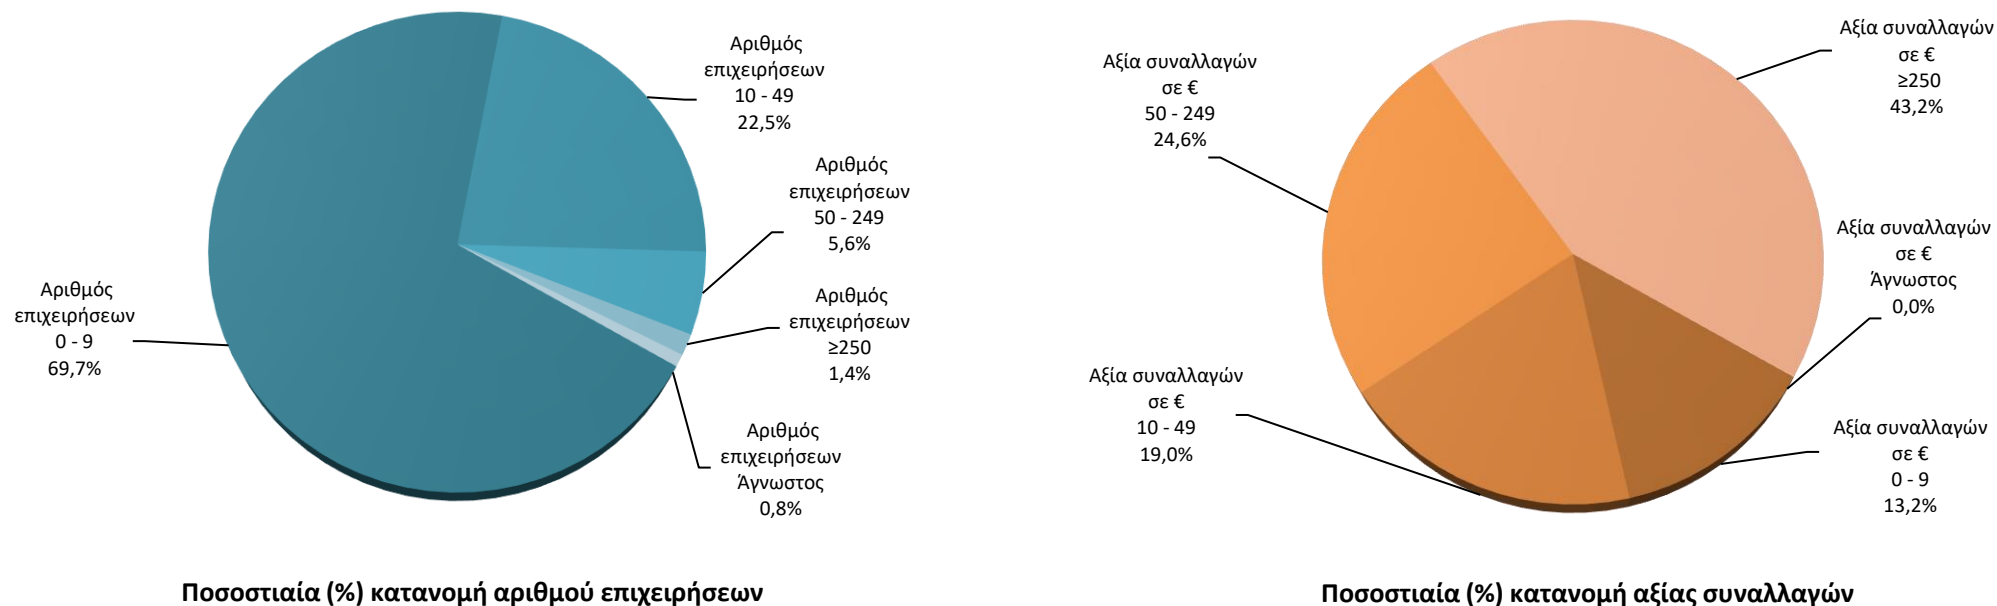 Αριθμός
επιχειρήσεων
10 - 49
22,5%
Αριθμός
επιχειρήσεων
50 - 249
5,6%
Αριθμός
επιχειρήσεων
≥250
1,4%
Αριθμός
επιχειρήσεων
Άγνωστος
0,8%
Αριθμός
επιχειρήσεων
0 - 9
69,7%
Ποσοστιαία (%) κατανομή αριθμού επιχειρήσεων
Αξία συναλλαγών
σε €
≥250
43,2%
Αξία συναλλαγών
σε €
Άγνωστος
0,0%
Αξία συναλλαγών
σε €
0 - 9
13,2%
Αξία συναλλαγών
σε €
10 - 49
19,0%
Αξία συναλλαγών
σε €
50 - 249
24,6%
Ποσοστιαία (%) κατανομή αξίας συναλλαγών